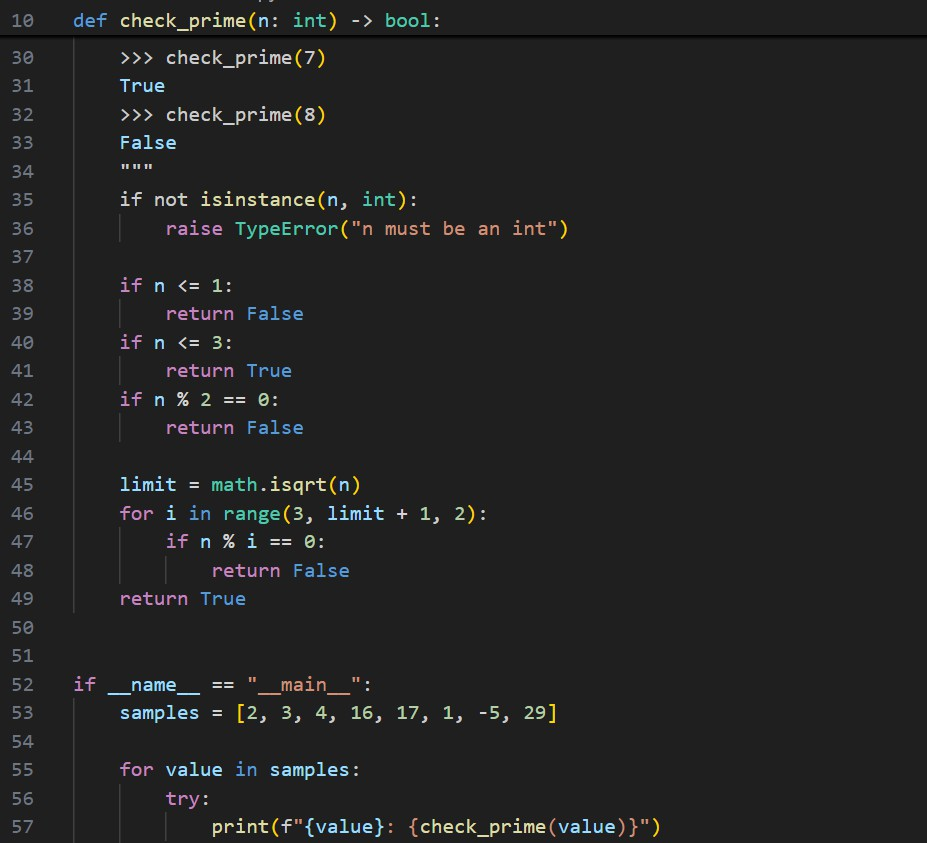 10 def check_prime(n: int) -> bool:
30     >>> check_prime(7)
31     True
32     >>> check_prime(8)
33     False
34     """
35     if not isinstance(n, int):
36         raise TypeError("n must be an int")
37
38     if n <= 1:
39         return False
40     if n <= 3:
41         return True
42     if n % 2 == 0:
43         return False
44
45     limit = math.isqrt(n)
46     for i in range(3, limit + 1, 2):
47         if n % i == 0:
48             return False
49     return True
50
51
52 if __name__ == "__main__":
53     samples = [2, 3, 4, 16, 17, 1, -5, 29]
54
55     for value in samples:
56         try:
57             print(f"{value}: {check_prime(value)}")